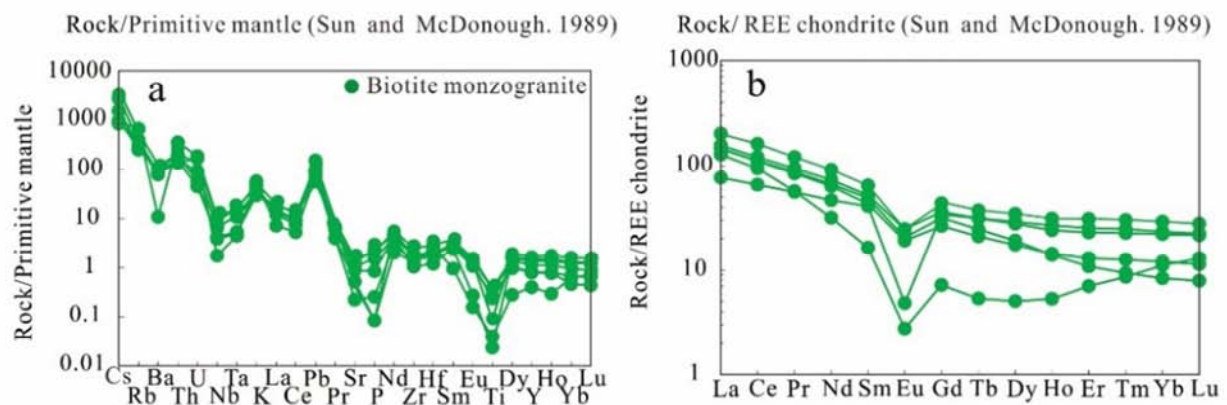 Rock/Primitive mantle (Sun and McDonough. 1989)
Rock/ REE chondrite (Sun and McDonough. 1989)
Rock/Primitive mantle
10000
1000
100
10
1
0.1
0.01
a
Biotite monzogranite
Cs Ba U Ta La Pb Sr Nd Hf Eu Dy Ho Lu
Rb Th Nb K Ce Pr P Zr Sm Ti Y Yb
Rock/REE chondrite
1000
100
10
1
b
La Ce Pr Nd Sm Eu Gd Tb Dy Ho Er Tm Yb Lu